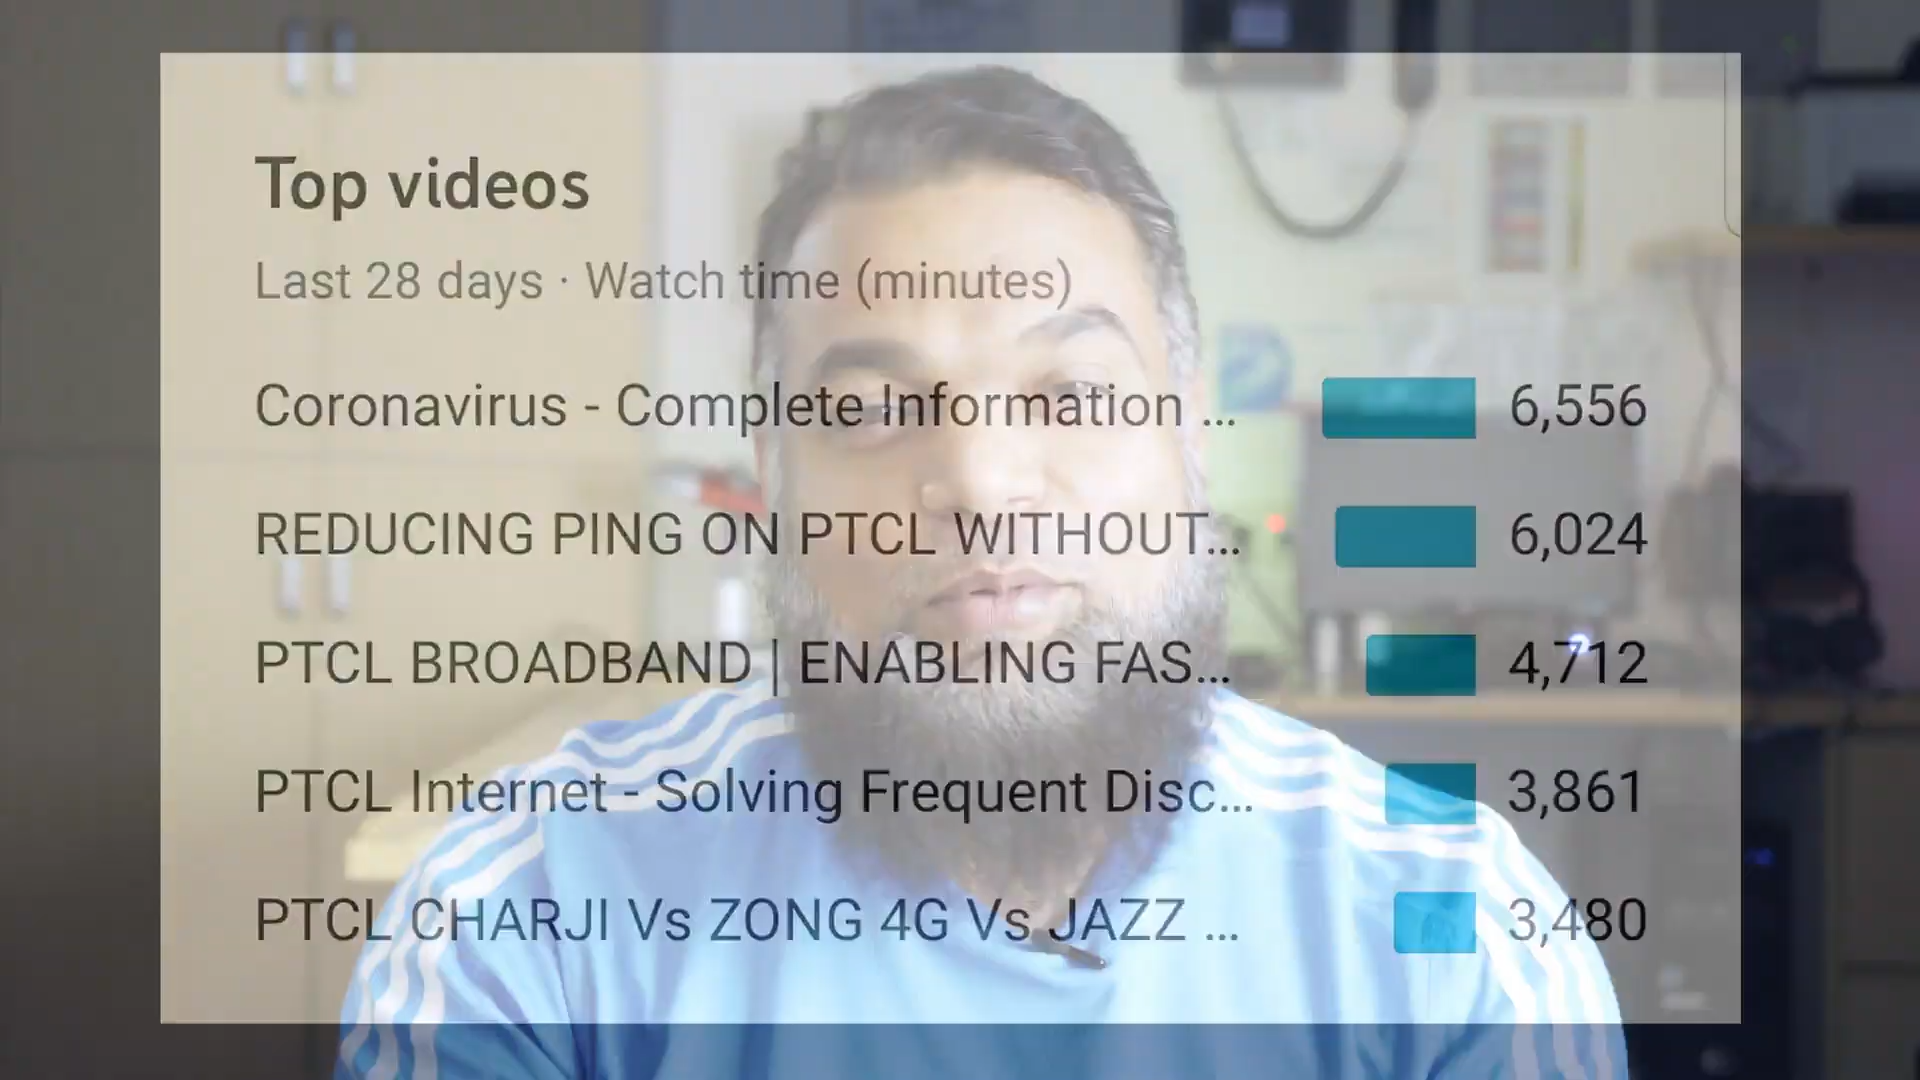 Top videos
Last 28 days · Watch time (minutes)
Coronavirus - Complete Information ... 6,556
REDUCING PING ON PTCL WITHOUT... 6,024
PTCL BROADBAND | ENABLING FAS... 4,712
PTCL Internet - Solving Frequent Disc... 3,861
PTCL CHARJI Vs ZONG 4G Vs JAZZ ... 3,480